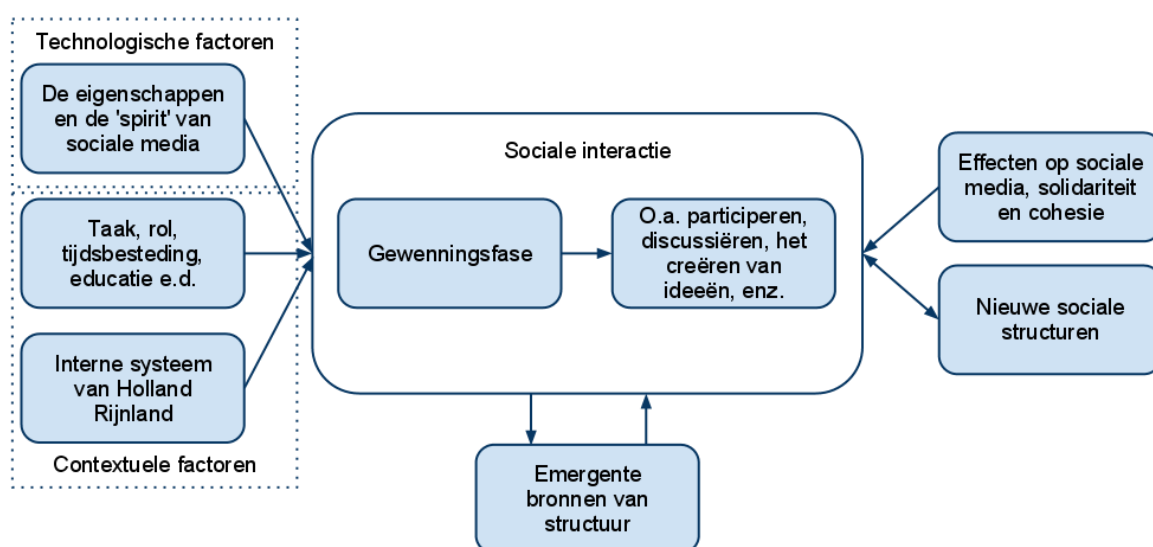 Technologische factoren
De eigenschappen
en de 'spirit' van
sociale media
Taak, rol,
tijdsbesteding,
educatie e.d.
Interne systeem
van Holland
Rijnland
Contextuele factoren
Sociale interactie
Gewenningsfase
O.a. participeren,
discussiëren, het
creëren van
ideeën, enz.
Emergente
bronnen van
structuur
Effecten op sociale
media, solidariteit
en cohesie
Nieuwe sociale
structuren